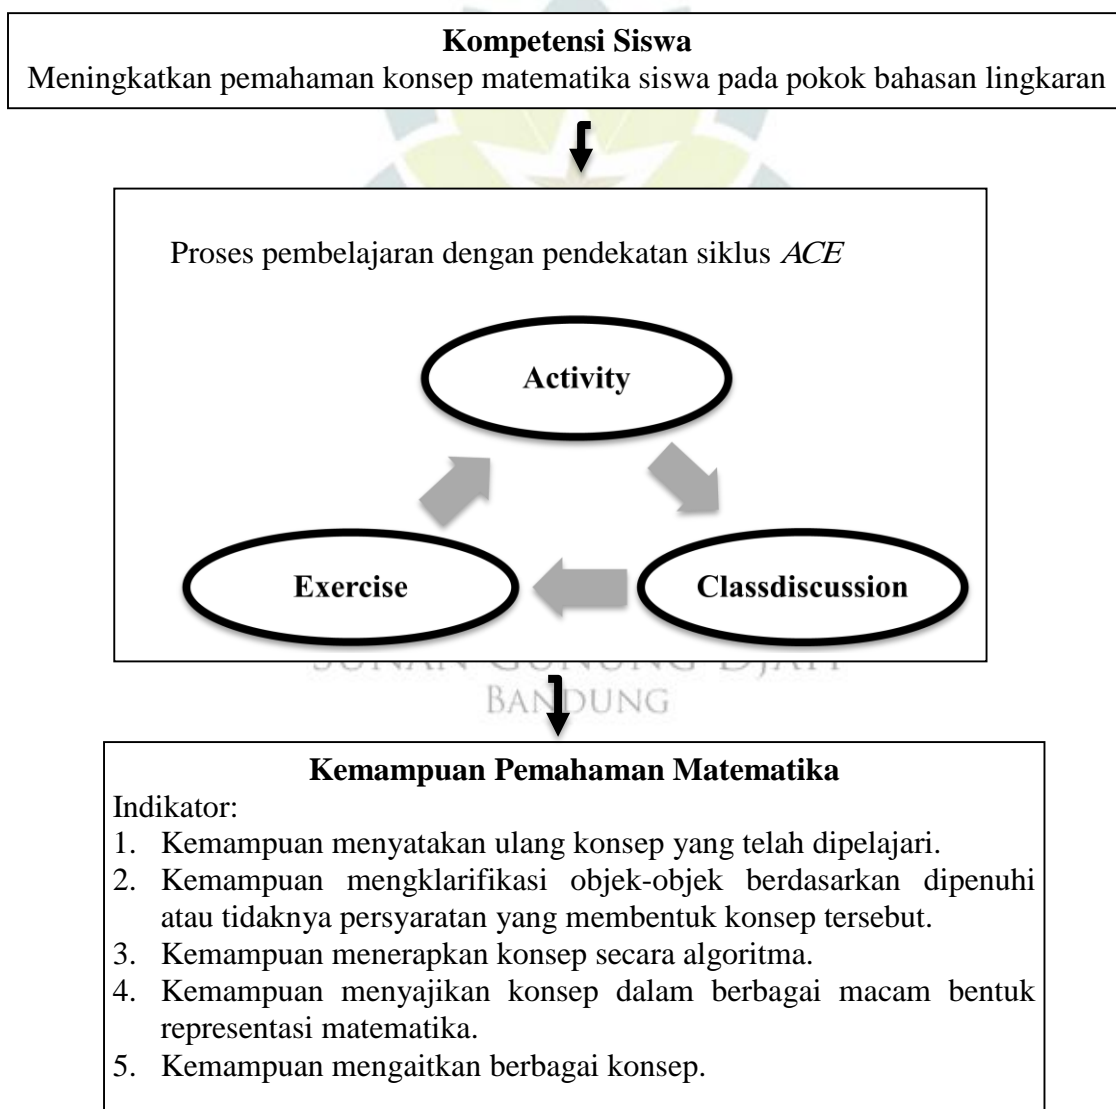 Kompetensi Siswa
Meningkatkan pemahaman konsep matematika siswa pada pokok bahasan lingkaran
Proses pembelajaran dengan pendekatan siklus ACE
Activity
Exercise
Classdiscussion
SUNAN GUNUNG DJATI
BANDUNG
Kemampuan Pemahaman Matematika
Indikator:
1. Kemampuan menyatakan ulang konsep yang telah dipelajari.
2. Kemampuan mengklarifikasi objek-objek berdasarkan dipenuhi
atau tidaknya persyaratan yang membentuk konsep tersebut.
3. Kemampuan menerapkan konsep secara algoritma.
4. Kemampuan menyajikan konsep dalam berbagai macam bentuk
representasi matematika.
5. Kemampuan mengaitkan berbagai konsep.